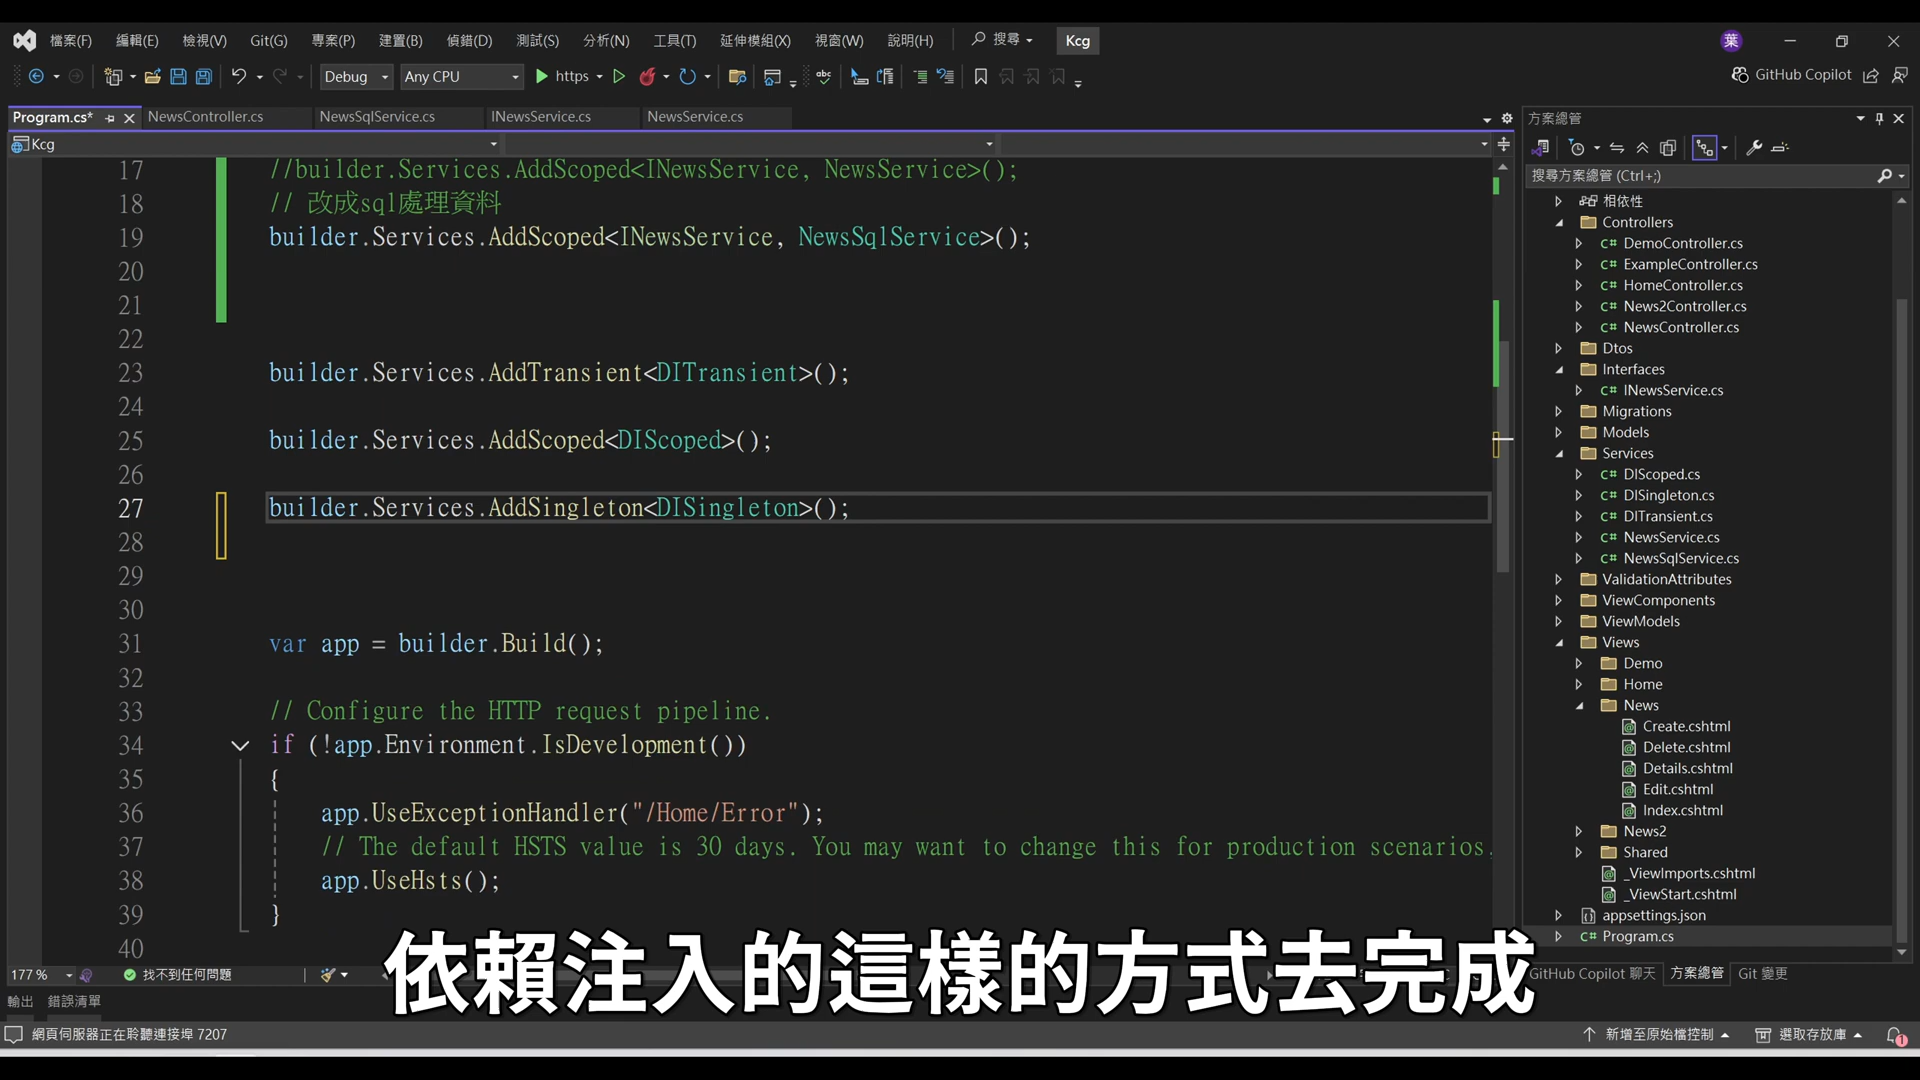 檔案(F) 編輯(E) 檢視(V) Git(G) 專案(P) 建置(B) 偵錯(D) 測試(S) 分析(N) 工具(T) 延伸模組(X) 視窗(W) 說明(H) 搜尋 Kcg 葉
Debug Any CPU https GitHub Copilot
Program.cs* NewsController.cs NewsSqlService.cs INewsService.cs NewsService.cs
Kcg
17 //builder.Services.AddScoped<INewsService, NewsService>();
18 // 改成sql處理資料
19 builder.Services.AddScoped<INewsService, NewsSqlService>();
20
21
22
23 builder.Services.AddTransient<DITransient>();
24
25 builder.Services.AddScoped<DIScoped>();
26
27 builder.Services.AddSingleton<DISingleton>();
28
29
30
31 var app = builder.Build();
32
33 // Configure the HTTP request pipeline.
34 if (!app.Environment.IsDevelopment())
35 {
36 app.UseExceptionHandler("/Home/Error");
37 // The default HSTS value is 30 days. You may want to change this for production scenarios,
38 app.UseHsts();
39 }
40
方案總管
搜尋方案總管 (Ctrl+;)
相依性
Controllers
C# DemoController.cs
C# ExampleController.cs
C# HomeController.cs
C# News2Controller.cs
C# NewsController.cs
Dtos
Interfaces
C# INewsService.cs
Migrations
Models
Services
C# DIScoped.cs
C# DISingleton.cs
C# DITransient.cs
C# NewsService.cs
C# NewsSqlService.cs
ValidationAttributes
ViewComponents
ViewModels
Views
Demo
Home
News
Create.cshtml
Delete.cshtml
Details.cshtml
Edit.cshtml
Index.cshtml
News2
Shared
_ViewImports.cshtml
_ViewStart.cshtml
appsettings.json
C# Program.cs
依賴注入的這樣的方式去完成
177 % 找不到任何問題
GitHub Copilot 聊天 方案總管 Git 變更
輸出 錯誤清單
網頁伺服器正在聆聽連接埠 7207 新增至原始檔控制 選取存放庫 1